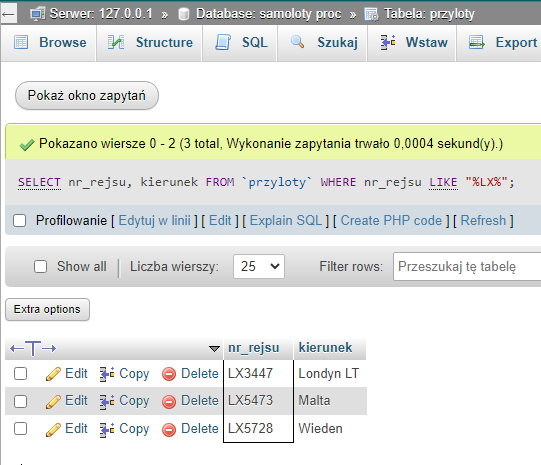 Serwer: 127.0.0.1 » Database: samoloty proc » Tabela: przyloty
Browse Structure SQL Szukaj Wstaw Export
Pokaż okno zapytań
Pokazano wiersze 0 - 2 (3 total, Wykonanie zapytania trwało 0,0004 sekund(y).)
SELECT nr_rejsu, kierunek FROM `przyloty` WHERE nr_rejsu LIKE "%LX%";
Profilowanie [ Edytuj w linii ] [ Edit ] [ Explain SQL ] [ Create PHP code ] [ Refresh ]
Show all Liczba wierszy: 25 Filter rows: Przeszukaj tę tabelę
Extra options
nr_rejsu kierunek
Edit Copy Delete LX3447 Londyn LT
Edit Copy Delete LX5473 Malta
Edit Copy Delete LX5728 Wieden